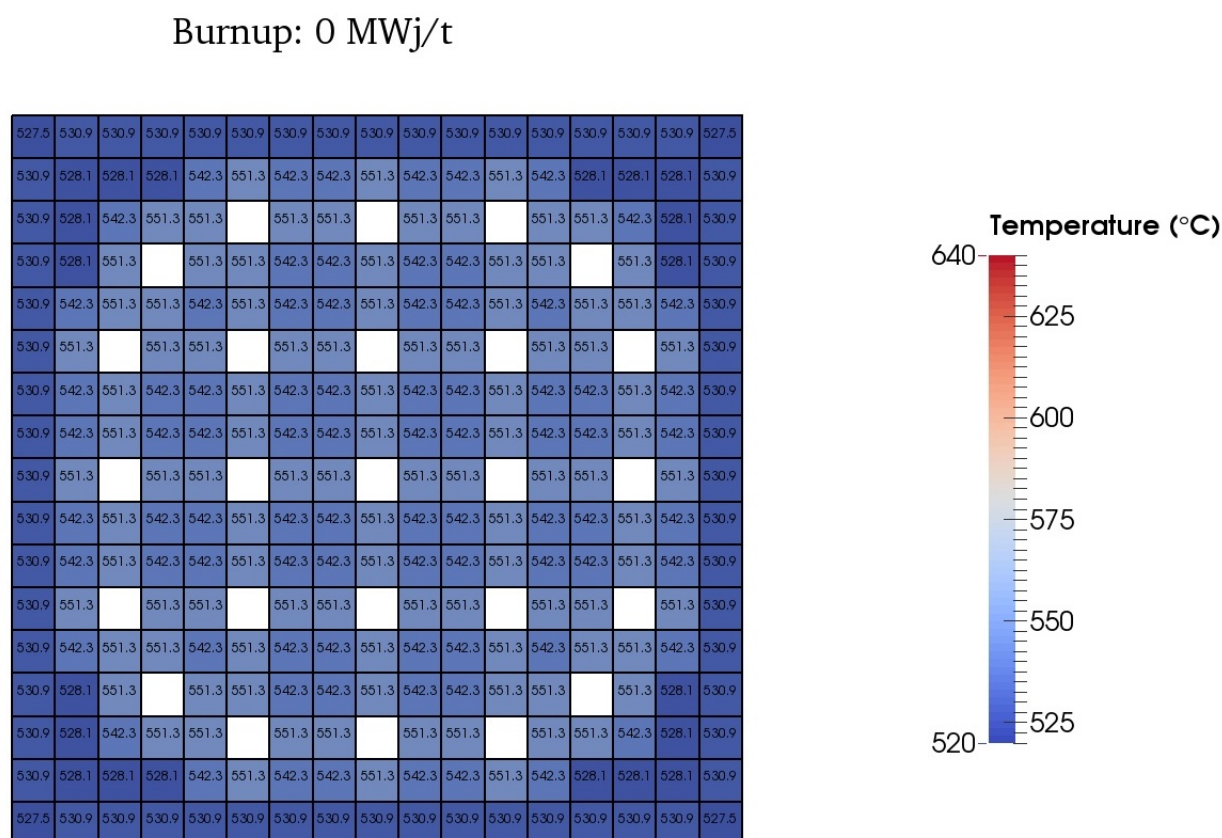 Burnup: 0 MWj/t
527.5 530.9 530.9 530.9 530.9 530.9 530.9 530.9 530.9 530.9 530.9 530.9 530.9 530.9 530.9 530.9 527.5
530.9 528.1 528.1 528.1 542.3 551.3 542.3 542.3 551.3 542.3 542.3 551.3 542.3 528.1 528.1 528.1 530.9
530.9 528.1 542.3 551.3 551.3 551.3 551.3 551.3 551.3 551.3 551.3 542.3 528.1 530.9
530.9 528.1 551.3 551.3 551.3 542.3 542.3 551.3 542.3 542.3 551.3 551.3 551.3 528.1 530.9
530.9 542.3 551.3 551.3 542.3 551.3 542.3 542.3 551.3 542.3 542.3 551.3 542.3 551.3 551.3 542.3 530.9
530.9 551.3 551.3 551.3 551.3 551.3 551.3 551.3 551.3 551.3 551.3 530.9
530.9 542.3 551.3 542.3 542.3 551.3 542.3 542.3 551.3 542.3 542.3 551.3 542.3 542.3 551.3 542.3 530.9
530.9 542.3 551.3 542.3 542.3 551.3 542.3 542.3 551.3 542.3 542.3 551.3 542.3 542.3 551.3 542.3 530.9
530.9 551.3 551.3 551.3 551.3 551.3 551.3 551.3 551.3 551.3 551.3 530.9
530.9 542.3 551.3 542.3 542.3 551.3 542.3 542.3 551.3 542.3 542.3 551.3 542.3 542.3 551.3 542.3 530.9
530.9 542.3 551.3 542.3 542.3 551.3 542.3 542.3 551.3 542.3 542.3 551.3 542.3 542.3 551.3 542.3 530.9
530.9 551.3 551.3 551.3 551.3 551.3 551.3 551.3 551.3 551.3 551.3 530.9
530.9 542.3 551.3 551.3 542.3 551.3 542.3 542.3 551.3 542.3 542.3 551.3 542.3 551.3 551.3 542.3 530.9
530.9 528.1 551.3 551.3 551.3 542.3 542.3 551.3 542.3 542.3 551.3 551.3 551.3 528.1 530.9
530.9 528.1 542.3 551.3 551.3 551.3 551.3 551.3 551.3 551.3 551.3 542.3 528.1 530.9
530.9 528.1 528.1 528.1 542.3 551.3 542.3 542.3 551.3 542.3 542.3 551.3 542.3 528.1 528.1 528.1 530.9
527.5 530.9 530.9 530.9 530.9 530.9 530.9 530.9 530.9 530.9 530.9 530.9 530.9 530.9 530.9 530.9 527.5
Temperature (°C)
640
625
600
575
550
525
520